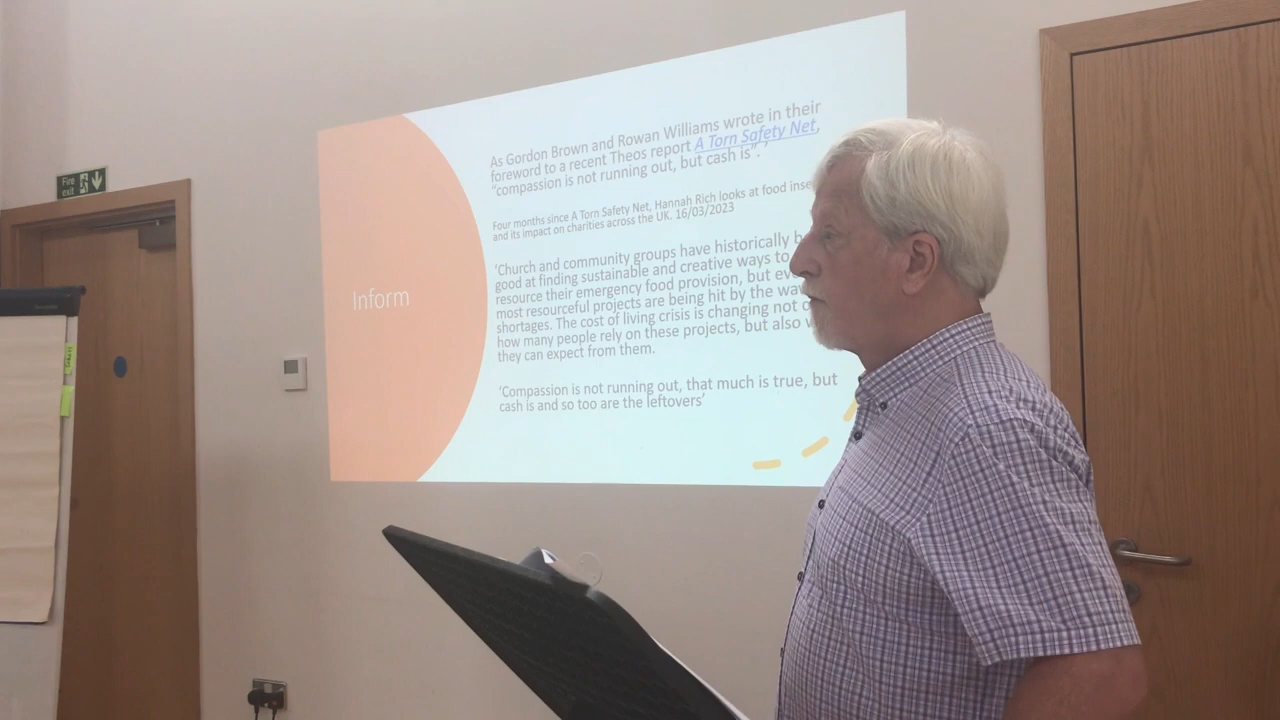 Fire
exit
Inform
As Gordon Brown and Rowan Williams wrote in their
foreword to a recent Theos report A Torn Safety Net,
“compassion is not running out, but cash is”. ’
Four months since A Torn Safety Net, Hannah Rich looks at food
and its impact on charities across the UK. 16/03/2023
‘Church and community groups have historically
good at finding sustainable and creative ways to
resource their emergency food provision, but
most resourceful projects are being hit by the
shortages. The cost of living crisis is changing not
how many people rely on these projects, but also
they can expect from them.
‘Compassion is not running out, that much is true, but
cash is and so too are the leftovers’